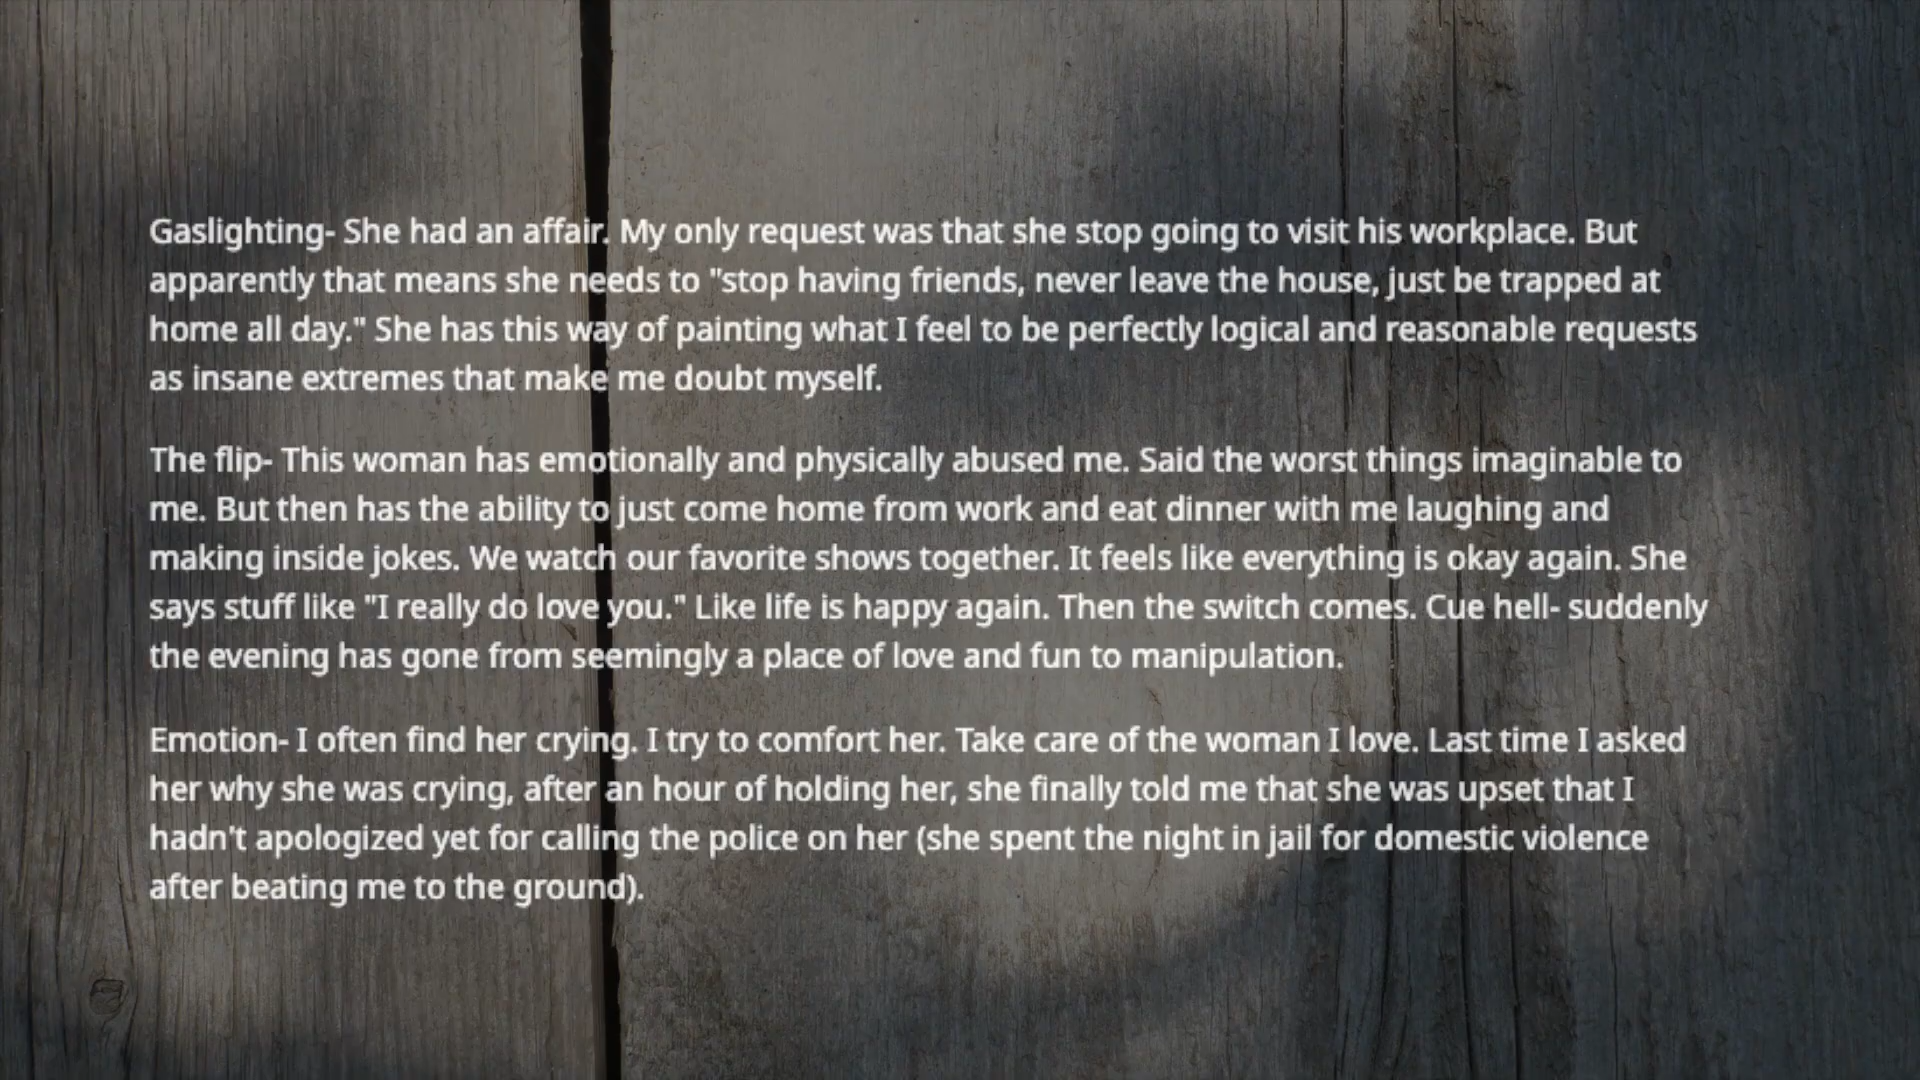 Gaslighting- She had an affair. My only request was that she stop going to visit his workplace. But
apparently that means she needs to "stop having friends, never leave the house, just be trapped at
home all day." She has this way of painting what I feel to be perfectly logical and reasonable requests
as insane extremes that make me doubt myself.
The flip- This woman has emotionally and physically abused me. Said the worst things imaginable to
me. But then has the ability to just come home from work and eat dinner with me laughing and
making inside jokes. We watch our favorite shows together. It feels like everything is okay again. She
says stuff like "I really do love you." Like life is happy again. Then the switch comes. Cue hell- suddenly
the evening has gone from seemingly a place of love and fun to manipulation.
Emotion- I often find her crying. I try to comfort her. Take care of the woman I love. Last time I asked
her why she was crying, after an hour of holding her, she finally told me that she was upset that I
hadn't apologized yet for calling the police on her (she spent the night in jail for domestic violence
after beating me to the ground).